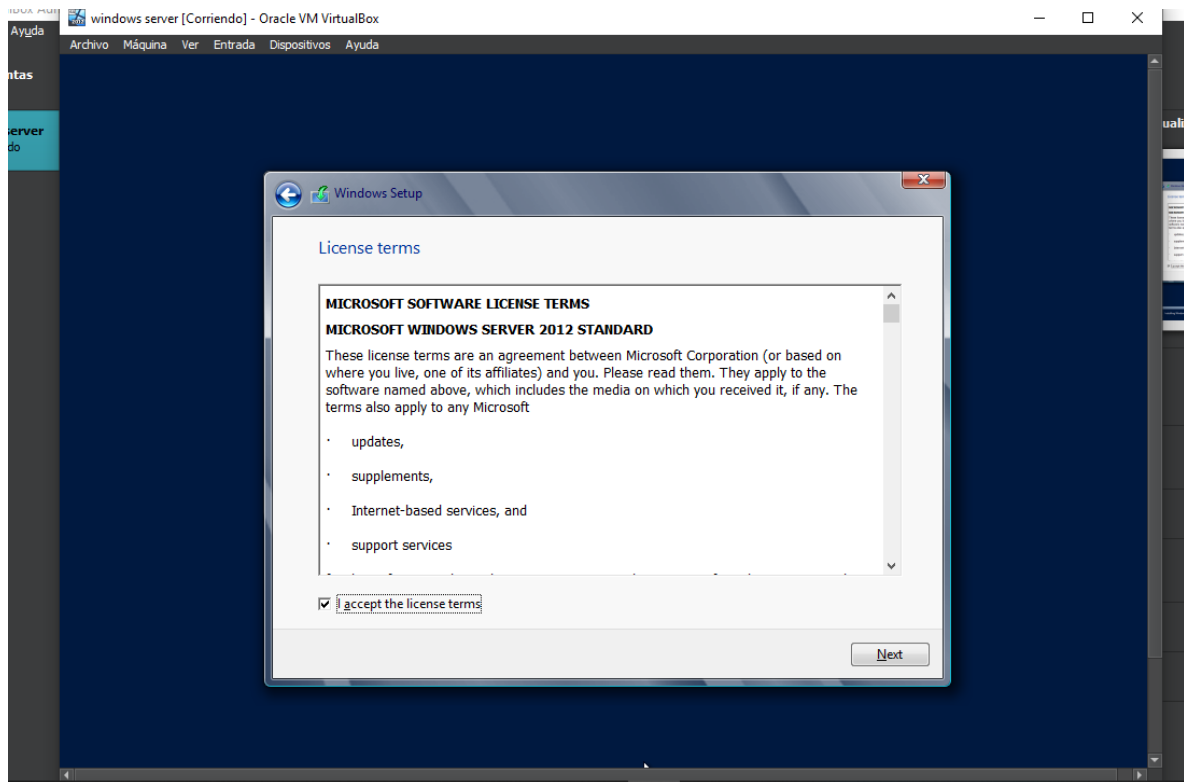 Ayuda
windows server [Corriendo] - Oracle VM VirtualBox
Archivo Máquina Ver Entrada Dispositivos Ayuda
ntas
server
do
uali
Windows Setup
License terms
MICROSOFT SOFTWARE LICENSE TERMS
MICROSOFT WINDOWS SERVER 2012 STANDARD
These license terms are an agreement between Microsoft Corporation (or based on
where you live, one of its affiliates) and you. Please read them. They apply to the
software named above, which includes the media on which you received it, if any. The
terms also apply to any Microsoft
· updates,
· supplements,
· Internet-based services, and
· support services
I accept the license terms
Next